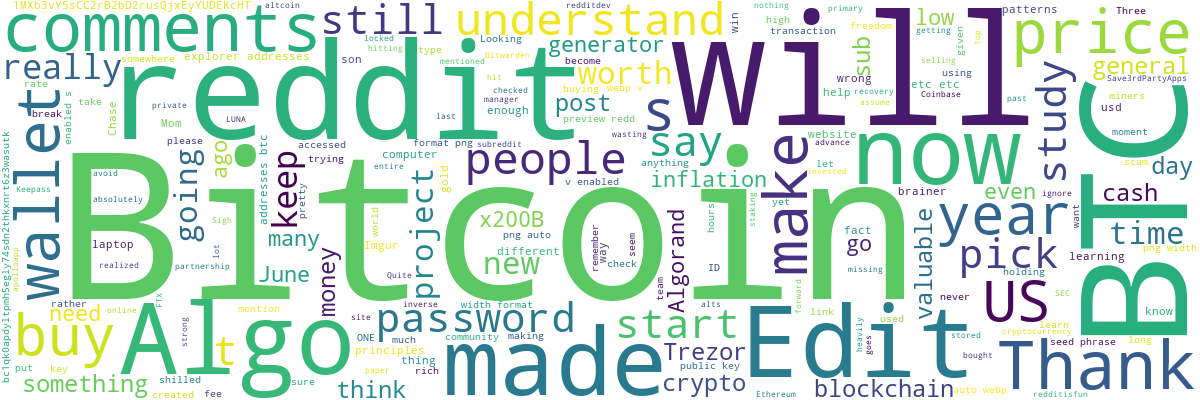 1MXb3vYSsCC2rB2bD2rusQjxEyYUDEKcHT
altcoin
redditdev
nothing
primary
patterns
Three
comments
still
understand
win
high
transaction
freedom
getting
top
given
low
price
explorer addresses
locked
hitting
type
Looking
somewhere
mentioned
Bitwarden
generator
become
sub
selling
really
reddit
son
hit
worth
buying
webp v
will
wrong
using
general
Save3rdPartyApps
rate
take
checked
manager
enough
post
help
recovery
etc etc
assume
Coinbase
past
miners
usd
break
enabled s
Chase
Mom
private
LUNA
last
preview redd
s
wasting
website
advance
now
moment
study
please
accessed
trying
format png
subreddit
say
anything
let
invested
scam
day
bc1qk0apdyltpmh5egly74sdn2thkxnrt6z3wasutk
Keepass
wallet
avoid
absolutely
going
ago
addresses btc
keep
pretty
computer
entire
people
v enabled
inflation
make
yet
brainer
even
ignore
want
cash
BTC
laptop
realized
Sigh
many
lot
partnership
Bitcoin
gold
world
Imgur
project
x200B
png auto
different
new
remember
way
seem
check
hours
team
Algorand
ID
staking
fact
go
missing
valuable
year
pick
time
learning
png width
holding
never
SEC
apolloapp
rather
need
online
June
money
Quite
inverse
width format
alts
forward
link
US
know
buy
put
key
Algo
t
FTX
strong
mention
site
ONE
principles
much
password
community
making
start
Trezor
public key
Edit
heavily
goes
used
stored
bought
cryptocurrency
learn
seed phrase
long
Thank
something
created
shilled
fee
sure
think
paper
thing
rich
made
crypto
Ethereum
blockchain
auto webp
redditisfun